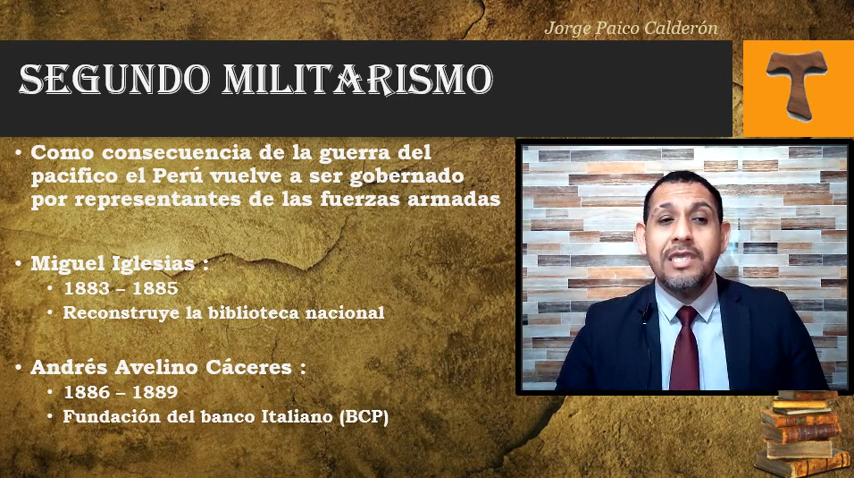 Jorge Paico Calderón
SEGUNDO MILITARISMO
• Como consecuencia de la guerra del
pacifico el Perú vuelve a ser gobernado
por representantes de las fuerzas armadas
• Miguel Iglesias :
• 1883 – 1885
• Reconstruye la biblioteca nacional
• Andrés Avelino Cáceres :
• 1886 – 1889
• Fundación del banco Italiano (BCP)